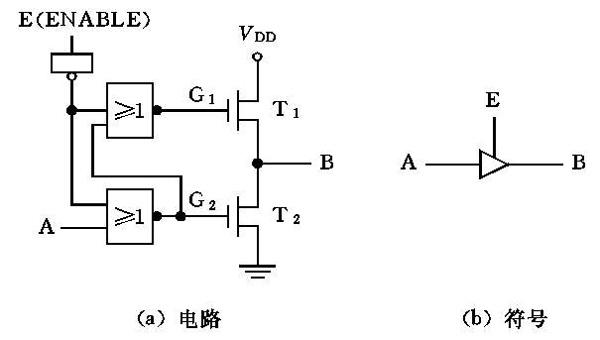 E(ENABLE)
V_DD
≥1
G1
T1
E
B
A
B
≥1
G2
T2
A
(a) 电路
(b) 符号